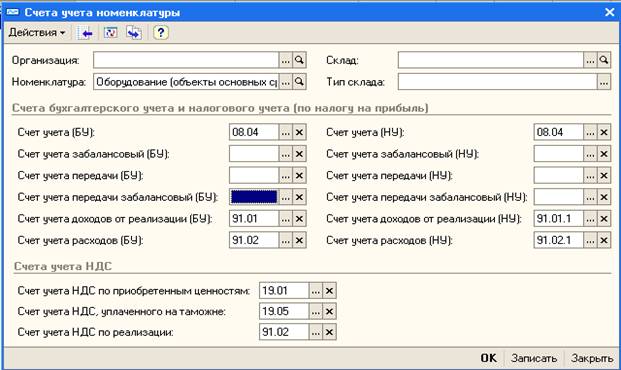 Счета учета номенклатуры
Действия
Организация: ... Склад: ...
Номенклатура: Оборудование (объекты основных ср ... Тип склада: ...
Счета бухгалтерского учета и налогового учета (по налогу на прибыль)
Счет учета (БУ): 08.04 ... × Счет учета (НУ): 08.04 ... ×
Счет учета забалансовый (БУ): ... × Счет учета забалансовый (НУ): ... ×
Счет учета передачи (БУ): ... × Счет учета передачи (НУ): ... ×
Счет учета передачи забалансовый (БУ): ... × Счет учета передачи забалансовый (НУ): ... ×
Счет учета доходов от реализации (БУ): 91.01 ... × Счет учета доходов от реализации (НУ): 91.01.1 ... ×
Счет учета расходов (БУ): 91.02 ... × Счет учета расходов (НУ): 91.02.1 ... ×
Счета учета НДС
Счет учета НДС по приобретенным ценностям: 19.01 ... ×
Счет учета НДС, уплаченного на таможне: 19.05 ... ×
Счет учета НДС по реализации: 91.02 ... ×
OK Записать Закрыть